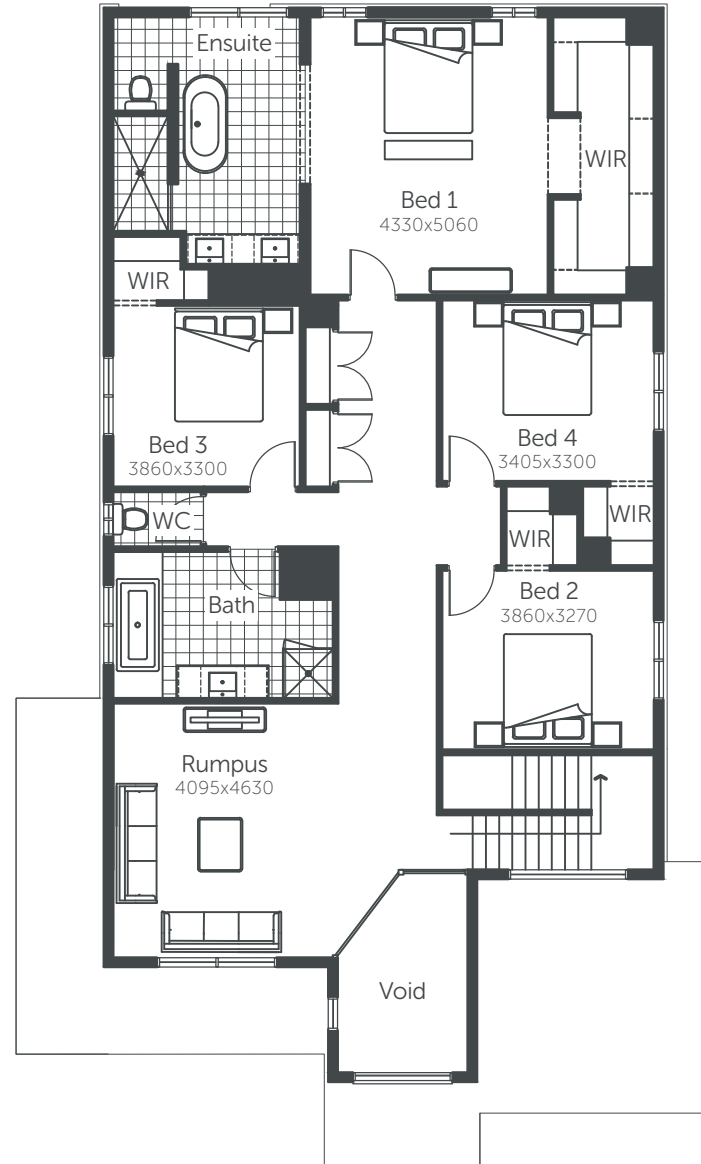 Ensuite
WIR
Bed 1
4330x5060
WIR
Bed 3
3860x3300
Bed 4
3405x3300
WC
WIR
WIR
Bath
Bed 2
3860x3270
Rumpus
4095x4630
Void